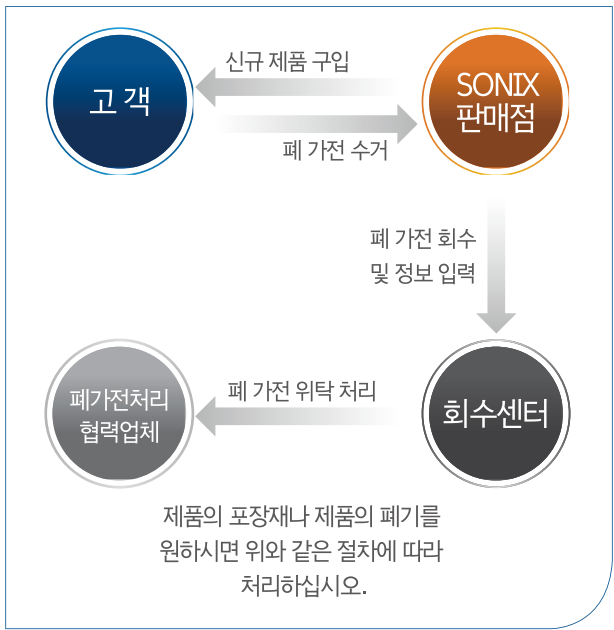 신규 제품 구입
고 객
SONIX
판매점
폐 가전 수거
폐 가전 회수
및 정보 입력
폐 가전 위탁 처리
폐가전처리
협력업체
회수센터
제품의 포장재나 제품의 폐기를
원하시면 위와 같은 절차에 따라
처리하십시오.